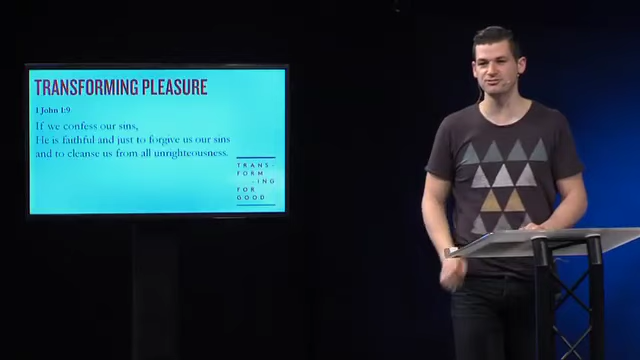 TRANSFORMING PLEASURE
1 John 1:9
If we confess our sins,
He is faithful and just to forgive us our sins
and to cleanse us from all unrighteousness.
TRANS-
FORM
-ING
FOR
GOOD